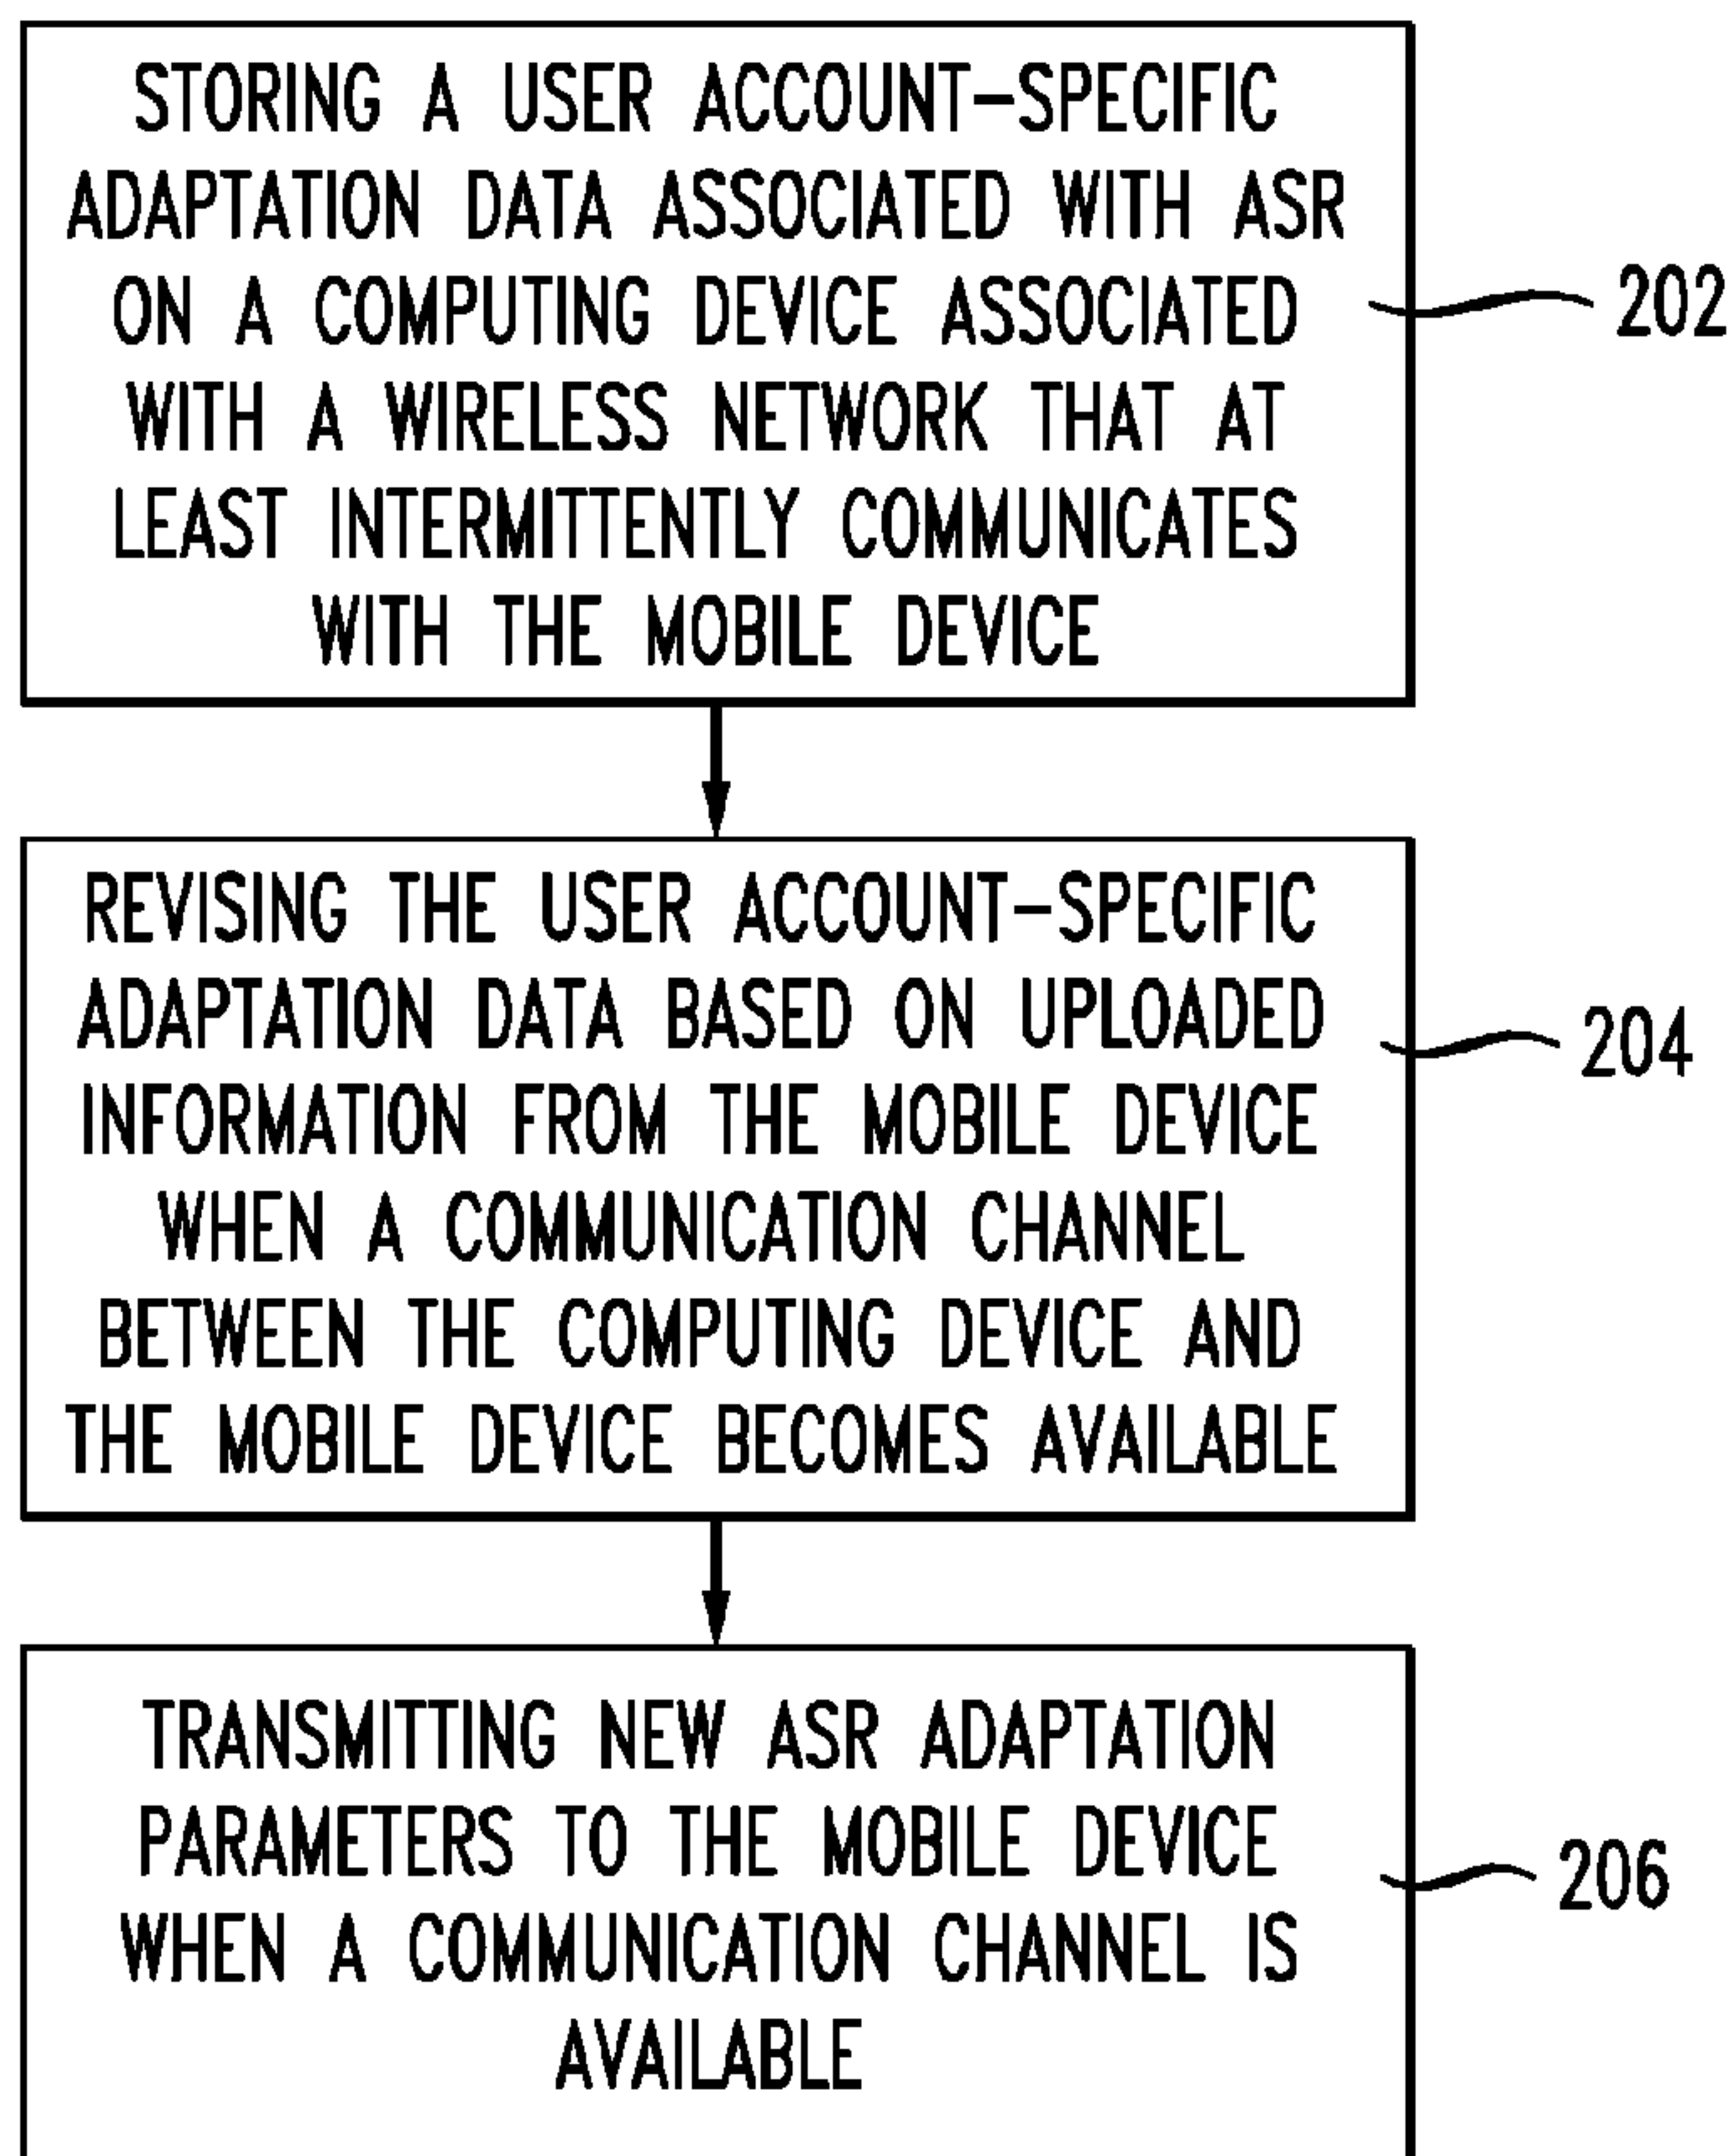 STORING A USER ACCOUNT-SPECIFIC
ADAPTATION DATA ASSOCIATED WITH ASR
ON A COMPUTING DEVICE ASSOCIATED
WITH A WIRELESS NETWORK THAT AT
LEAST INTERMITTENTLY COMMUNICATES
WITH THE MOBILE DEVICE
202
REVISING THE USER ACCOUNT-SPECIFIC
ADAPTATION DATA BASED ON UPLOADED
INFORMATION FROM THE MOBILE DEVICE
WHEN A COMMUNICATION CHANNEL
BETWEEN THE COMPUTING DEVICE AND
THE MOBILE DEVICE BECOMES AVAILABLE
204
TRANSMITTING NEW ASR ADAPTATION
PARAMETERS TO THE MOBILE DEVICE
WHEN A COMMUNICATION CHANNEL IS
AVAILABLE
206